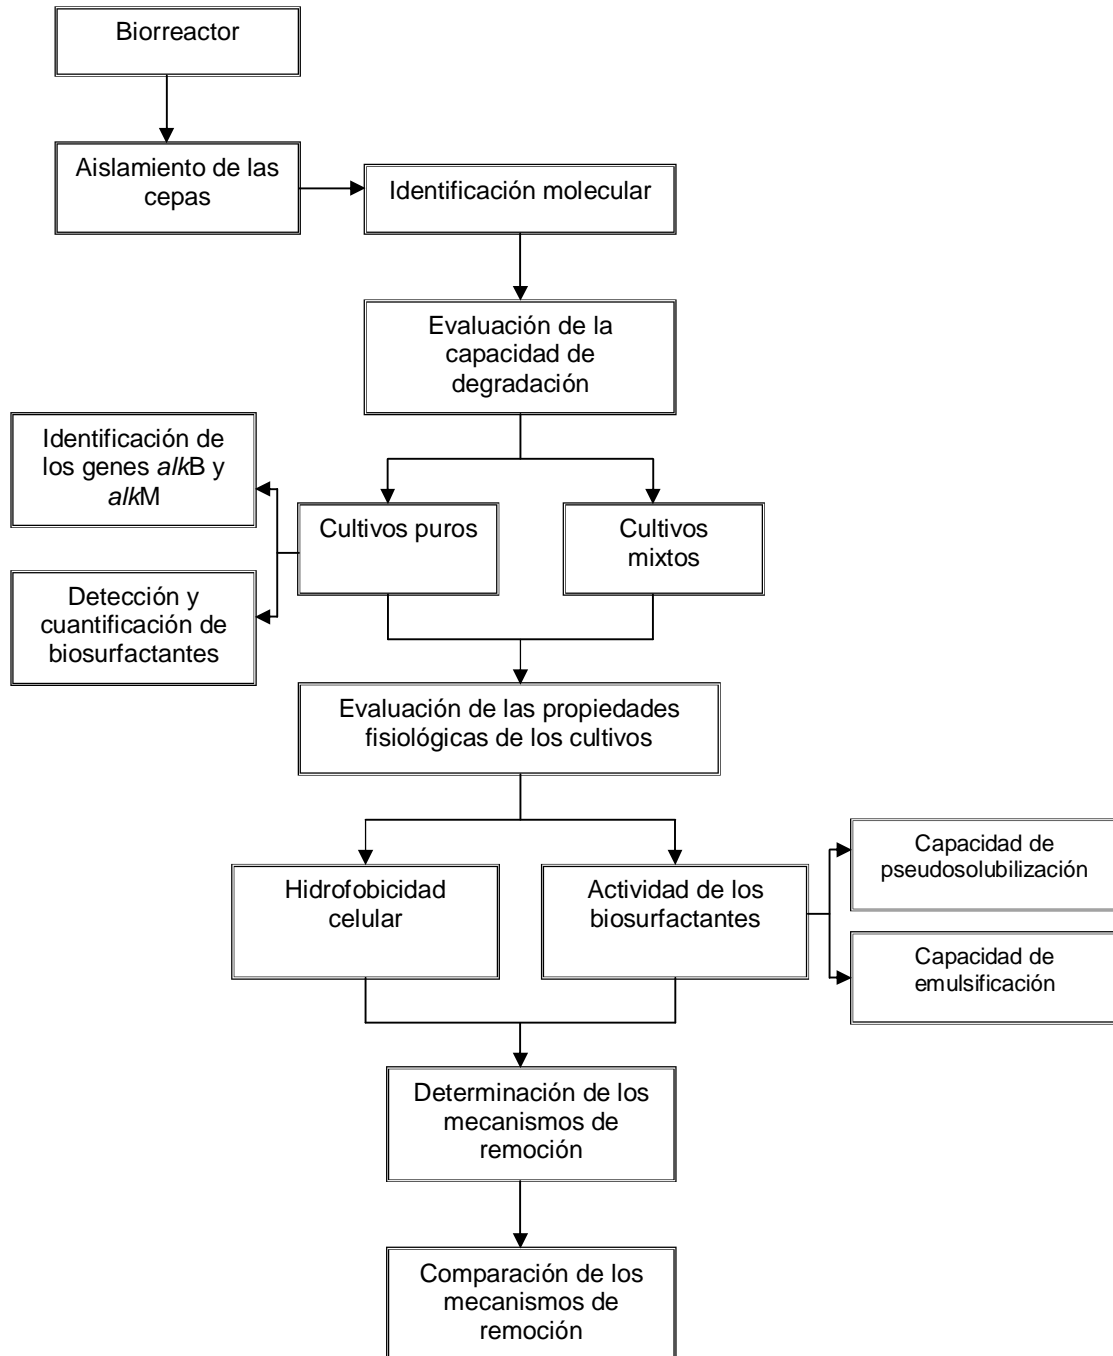 Biorreactor
Aislamiento de las
cepas
Identificación molecular
Evaluación de la
capacidad de
degradación
Identificación de
los genes alkB y
alkM
Cultivos puros
Cultivos
mixtos
Detección y
cuantificación de
biosurfactantes
Evaluación de las propiedades
fisiológicas de los cultivos
Hidrofobicidad
celular
Actividad de los
biosurfactantes
Capacidad de
pseudosolubilización
Capacidad de
emulsificación
Determinación de los
mecanismos de
remoción
Comparación de los
mecanismos de
remoción